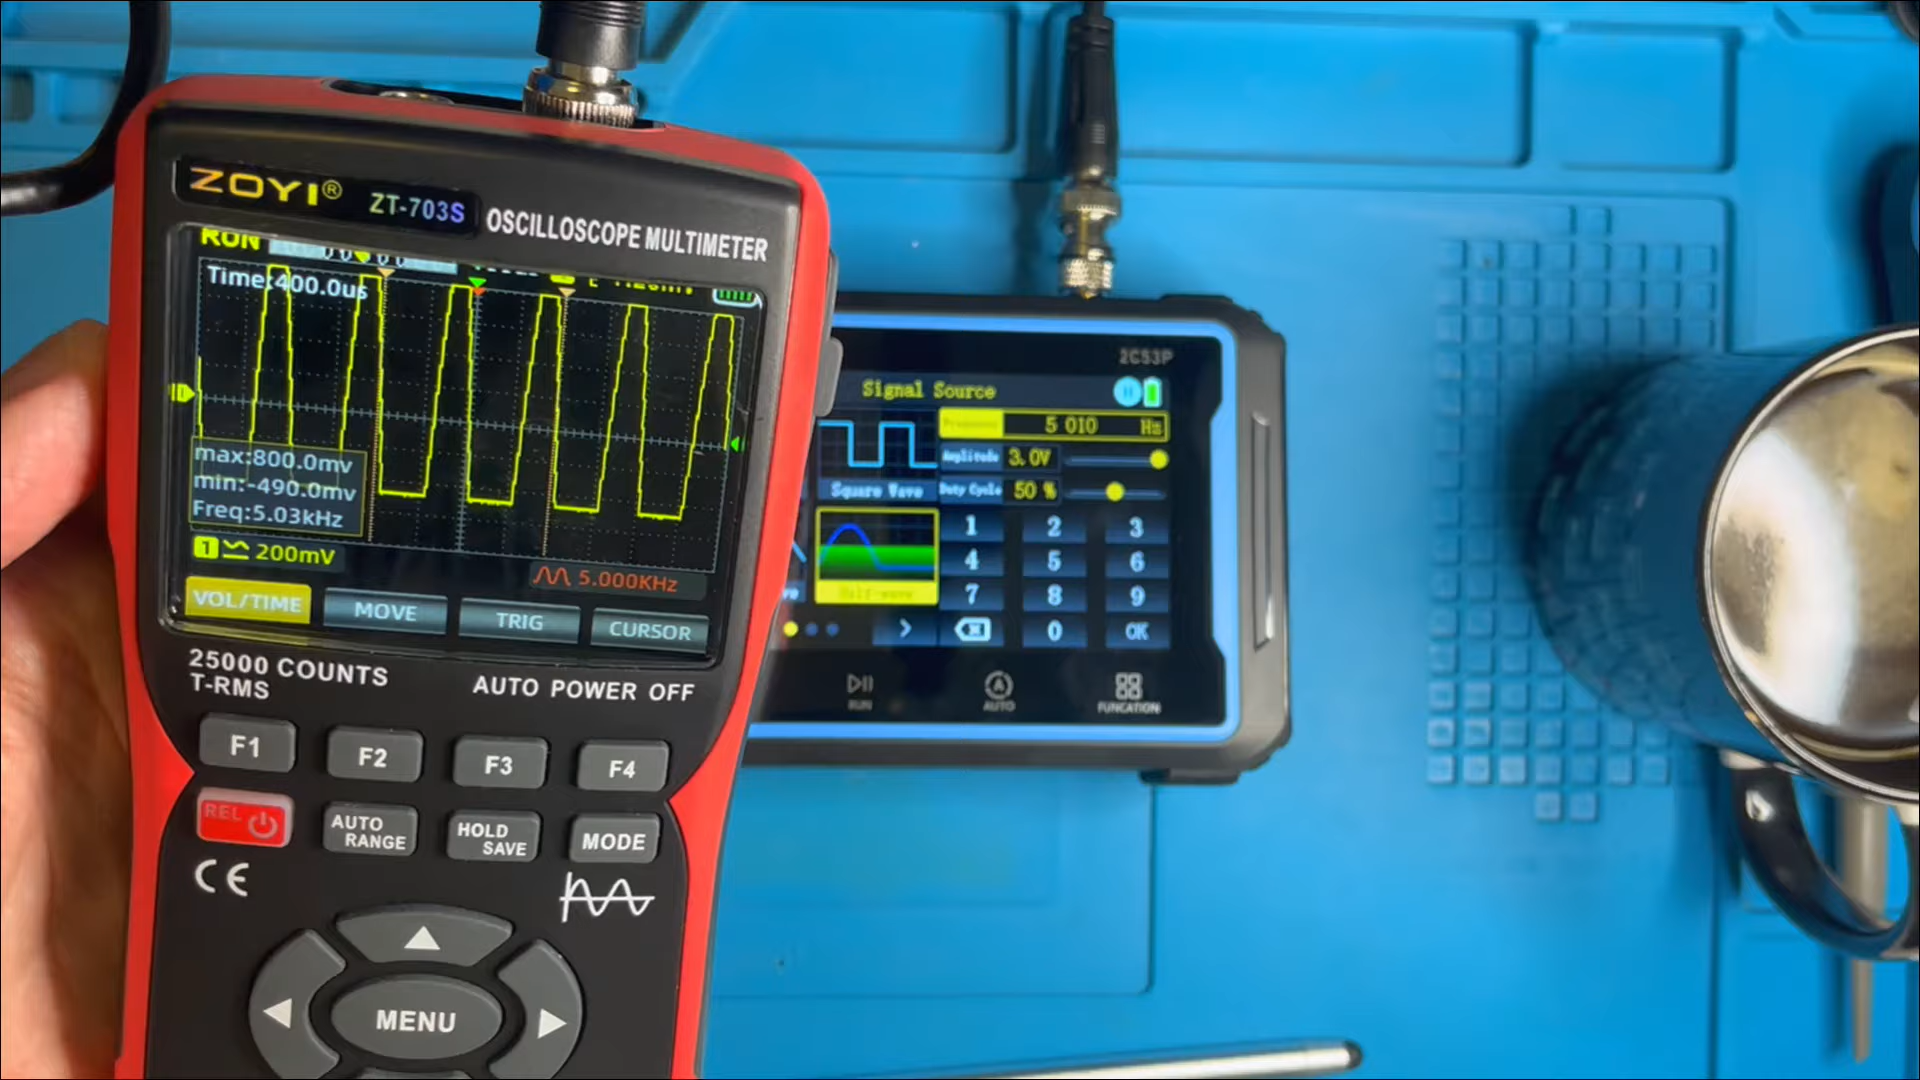 ZOYI® ZT-703S OSCILLOSCOPE MULTIMETER
RUN
Time:400.0us
max:800.0mv
min:-490.0mv
Freq:5.03kHz
1 200mV
5.000KHz
VOL/TIME MOVE TRIG CURSOR
25000 COUNTS
T-RMS
AUTO POWER OFF
F1 F2 F3 F4
REL
AUTO RANGE
HOLD SAVE
MODE
CE
MENU
2C53P
Signal Source
5 010 Hz
Amplitude 3.0V
Square Wave
Duty Cycle 50 %
1 2 3
4 5 6
7 8 9
0 OK
RUN AUTO FUNCATION